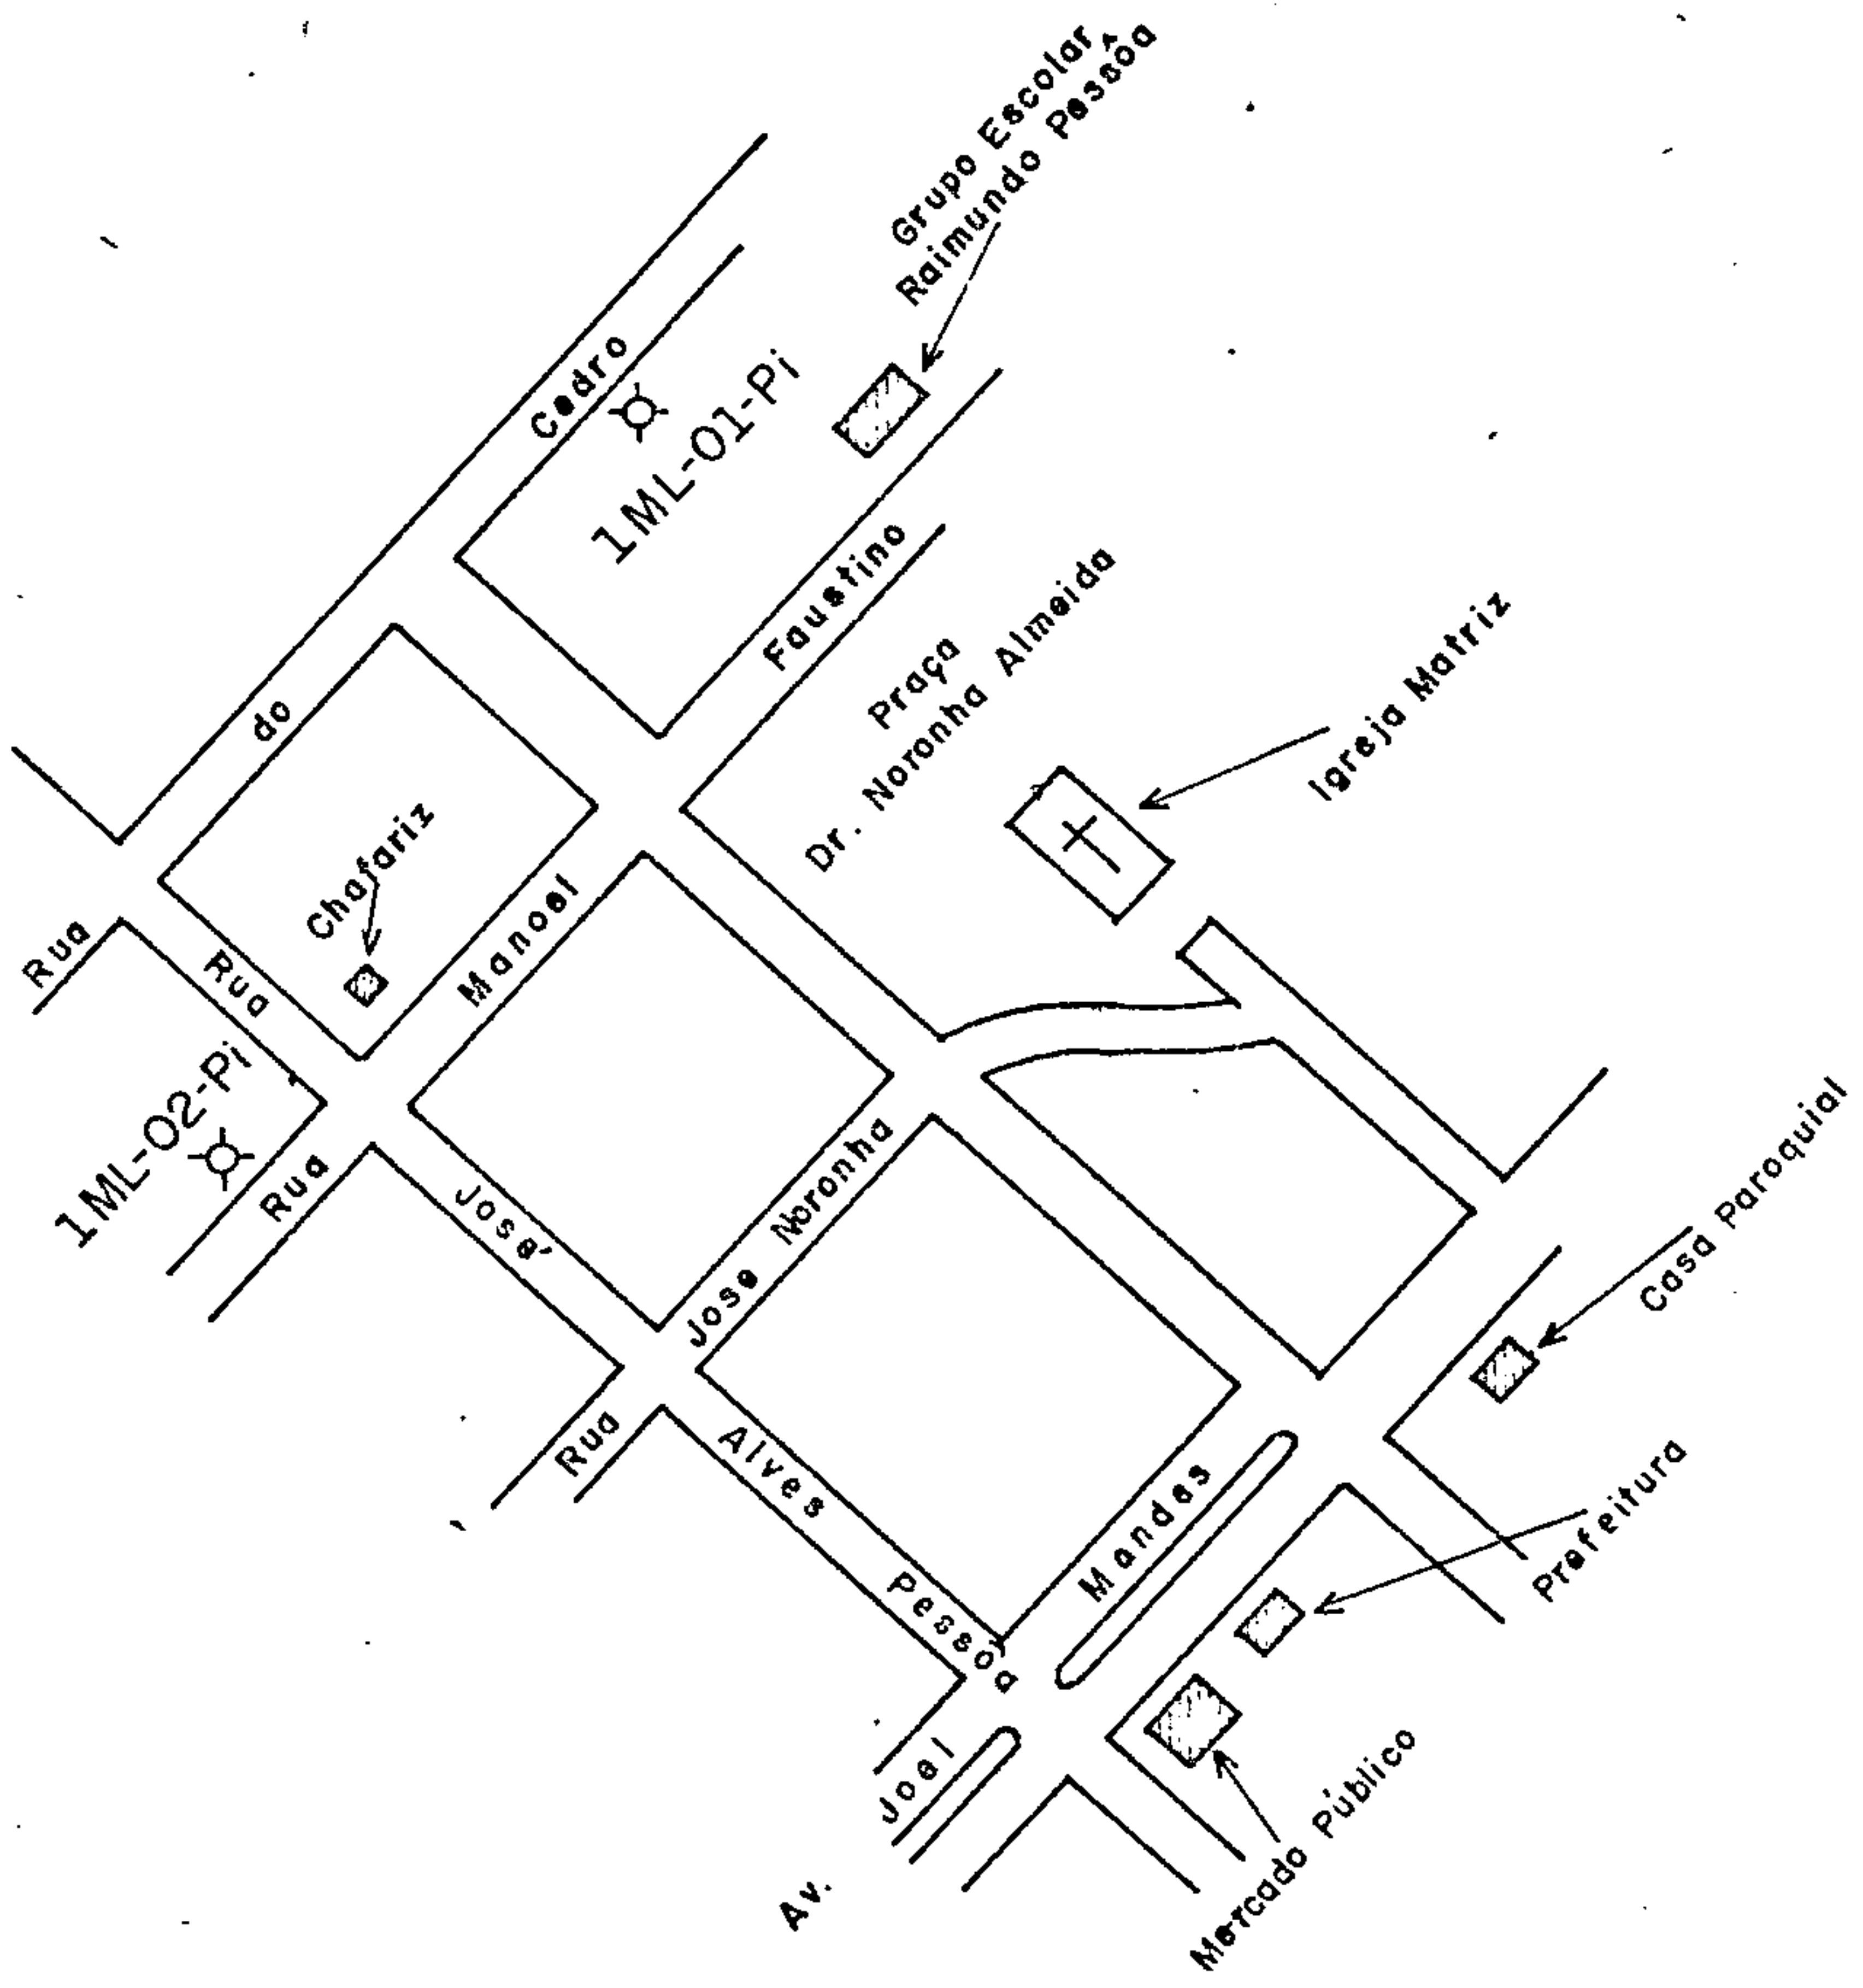 Grupo Escolar
Raimundo Pessôa
Rua do Cedro
1ML-01-Pi
Rua Manoel Faustino
Praça
Dr. Noronha Almeida
Igreja Matriz
Chafariz
1ML-02-Pi
Rua José Alves Pessoa
Rua Jose Noronha
Casa Paroquial
Prefeitura
Av. Joel Mendes
Mercado Público